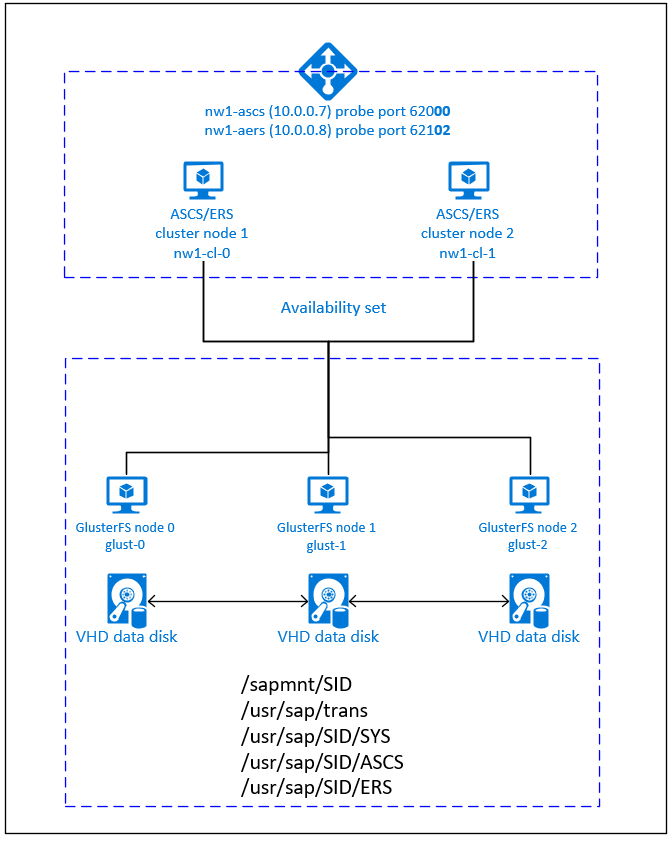 nw1-ascs (10.0.0.7) probe port 62000
nw1-aers (10.0.0.8) probe port 62102
ASCS/ERS
cluster node 1
nw1-cl-0
ASCS/ERS
cluster node 2
nw1-cl-1
Availability set
GlusterFS node 0
glust-0
GlusterFS node 1
glust-1
GlusterFS node 2
glust-2
VHD data disk
VHD data disk
VHD data disk
/sapmnt/SID
/usr/sap/trans
/usr/sap/SID/SYS
/usr/sap/SID/ASCS
/usr/sap/SID/ERS